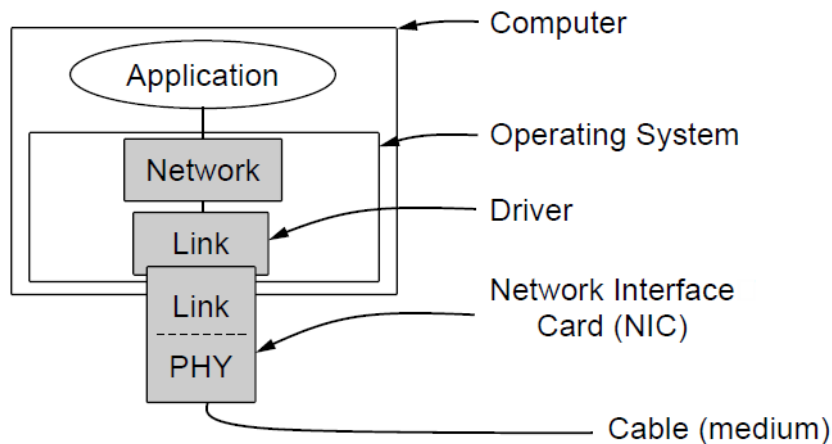 Computer
Application
Operating System
Network
Driver
Link
Network Interface
Card (NIC)
Link
PHY
Cable (medium)